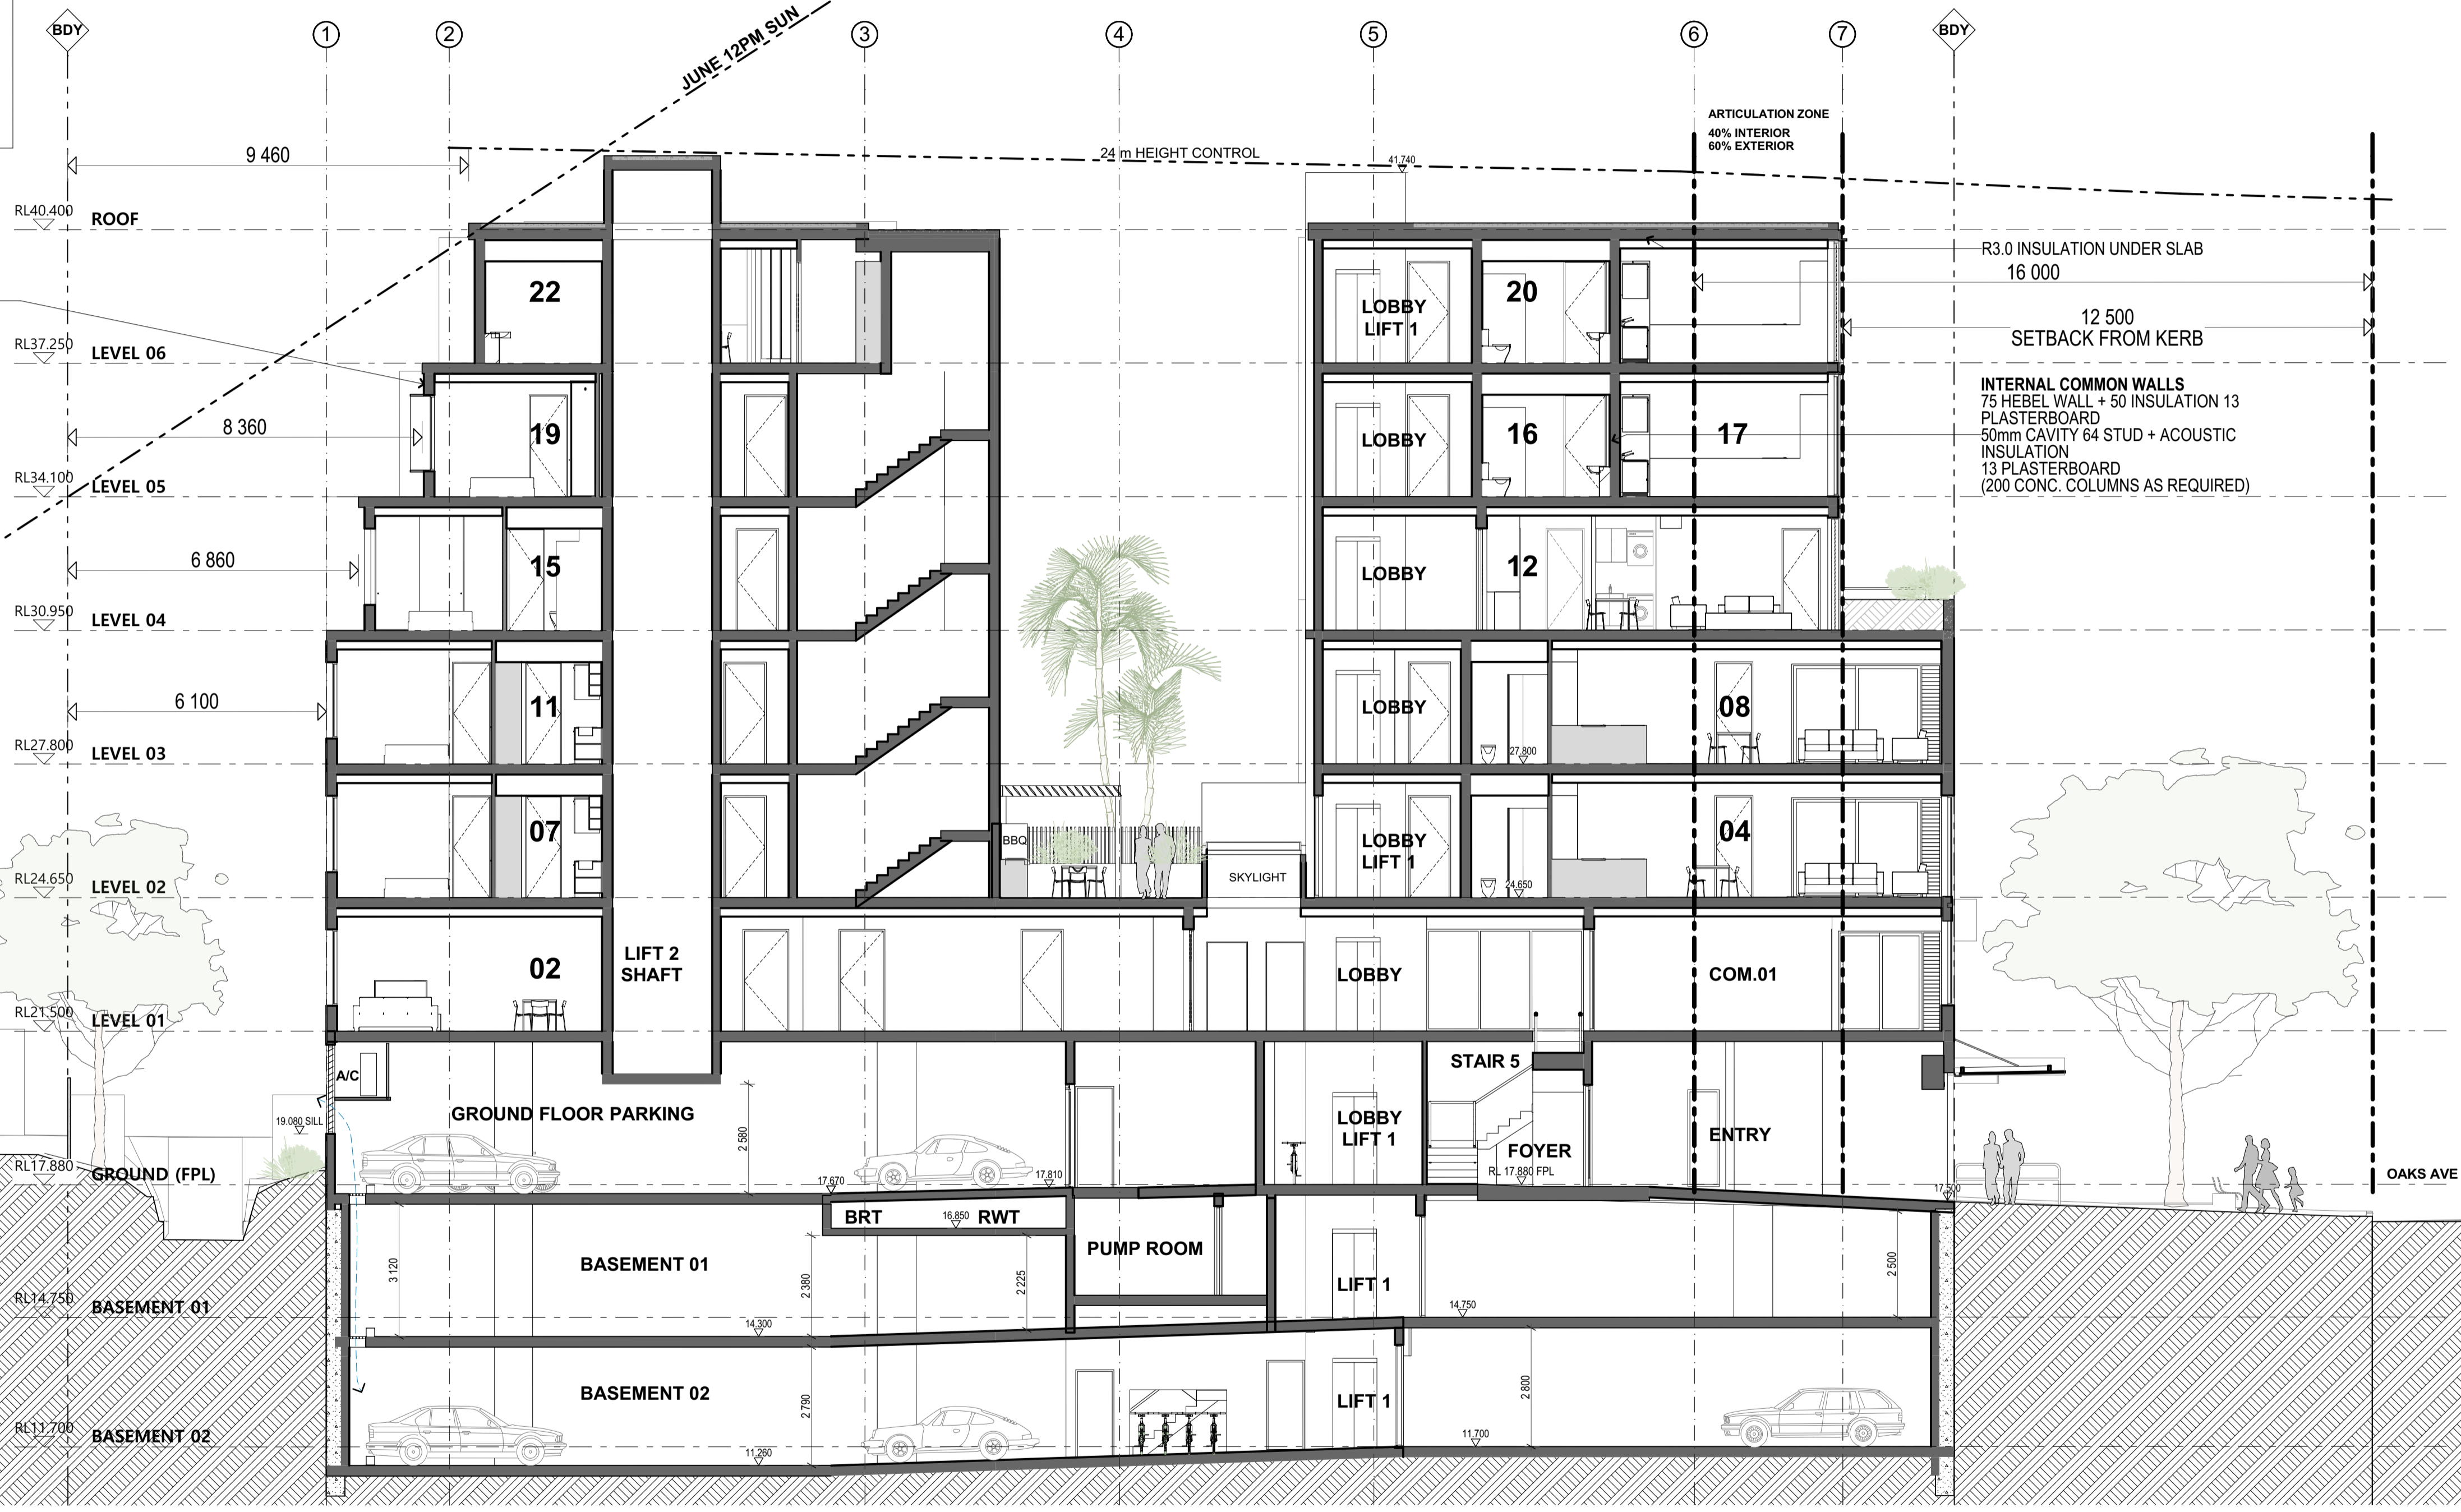 BDY
1
2
JUNE 12PM SUN
3
4
5
6
7
BDY
ARTICULATION ZONE
40% INTERIOR
60% EXTERIOR
9 460
24 m HEIGHT CONTROL
41.740
RL40.400
ROOF
R3.0 INSULATION UNDER SLAB
16 000
22
LOBBY
LIFT 1
20
12 500
SETBACK FROM KERB
RL37.250
LEVEL 06
INTERNAL COMMON WALLS
75 HEBEL WALL + 50 INSULATION 13
PLASTERBOARD
50mm CAVITY 64 STUD + ACOUSTIC
INSULATION
13 PLASTERBOARD
(200 CONC. COLUMNS AS REQUIRED)
8 360
19
LOBBY
16
17
RL34.100
LEVEL 05
6 860
15
LOBBY
12
RL30.950
LEVEL 04
6 100
11
LOBBY
08
27.800
RL27.800
LEVEL 03
07
BBQ
LOBBY
LIFT 1
04
SKYLIGHT
24.650
RL24.650
LEVEL 02
02
LIFT 2
SHAFT
LOBBY
COM.01
RL21.500
LEVEL 01
A/C
STAIR 5
GROUND FLOOR PARKING
19.080 SILL
2 580
LOBBY
LIFT 1
ENTRY
FOYER
RL 17.880 FPL
RL17.880
GROUND (FPL)
17.670
17.810
17.500
OAKS AVE
BRT
16.850
RWT
PUMP ROOM
3 120
BASEMENT 01
2 380
2 225
LIFT 1
2 500
RL14.750
BASEMENT 01
14.300
14.750
BASEMENT 02
2 790
LIFT 1
2 800
RL11.700
BASEMENT 02
11.260
11.700